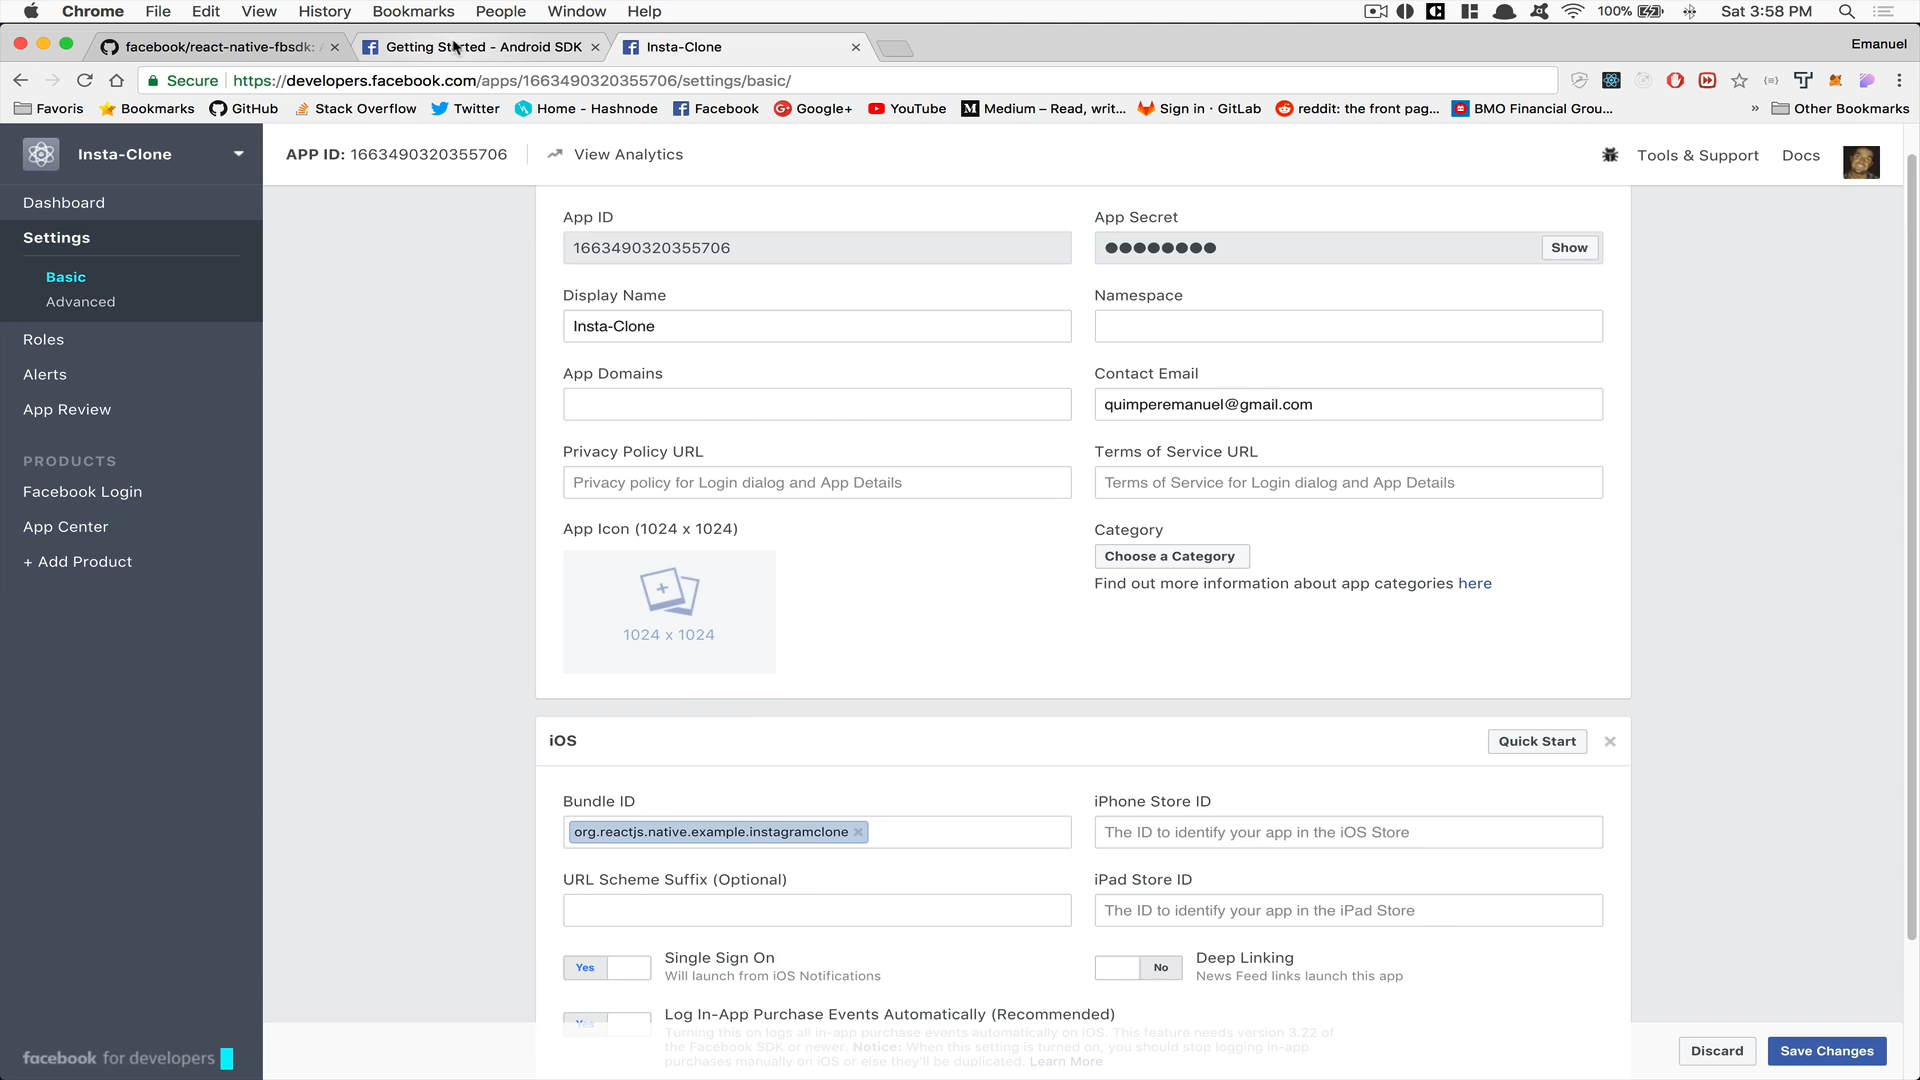 Chrome File Edit View History Bookmarks People Window Help 100% Sat 3:58 PM
facebook/react-native-fbsdk: Getting Started - Android SDK Insta-Clone Emanuel
Secure https://developers.facebook.com/apps/1663490320355706/settings/basic/
Favoris Bookmarks GitHub Stack Overflow Twitter Home - Hashnode Facebook Google+ YouTube Medium – Read, writ... Sign in · GitLab reddit: the front pag... BMO Financial Grou... » Other Bookmarks
Insta-Clone APP ID: 1663490320355706 View Analytics Tools & Support Docs
Dashboard
Settings
Basic
Advanced
Roles
Alerts
App Review
PRODUCTS
Facebook Login
App Center
+ Add Product
facebook for developers
App ID App Secret
1663490320355706 ●●●●●●●● Show
Display Name Namespace
Insta-Clone
App Domains Contact Email
quimperemanuel@gmail.com
Privacy Policy URL Terms of Service URL
Privacy policy for Login dialog and App Details Terms of Service for Login dialog and App Details
App Icon (1024 x 1024) Category
Choose a Category
Find out more information about app categories here
1024 x 1024
iOS Quick Start
Bundle ID iPhone Store ID
org.reactjs.native.example.instagramclone The ID to identify your app in the iOS Store
URL Scheme Suffix (Optional) iPad Store ID
The ID to identify your app in the iPad Store
Yes Single Sign On No Deep Linking
Will launch from iOS Notifications News Feed links launch this app
Yes Log In-App Purchase Events Automatically (Recommended)
Turning this on logs all in-app purchase events automatically on iOS. This feature needs version 3.22 of
the Facebook SDK or newer. Notice: When this setting is turned on, you should stop logging in-app
purchases manually on iOS or else they'll be duplicated. Learn More
Discard Save Changes